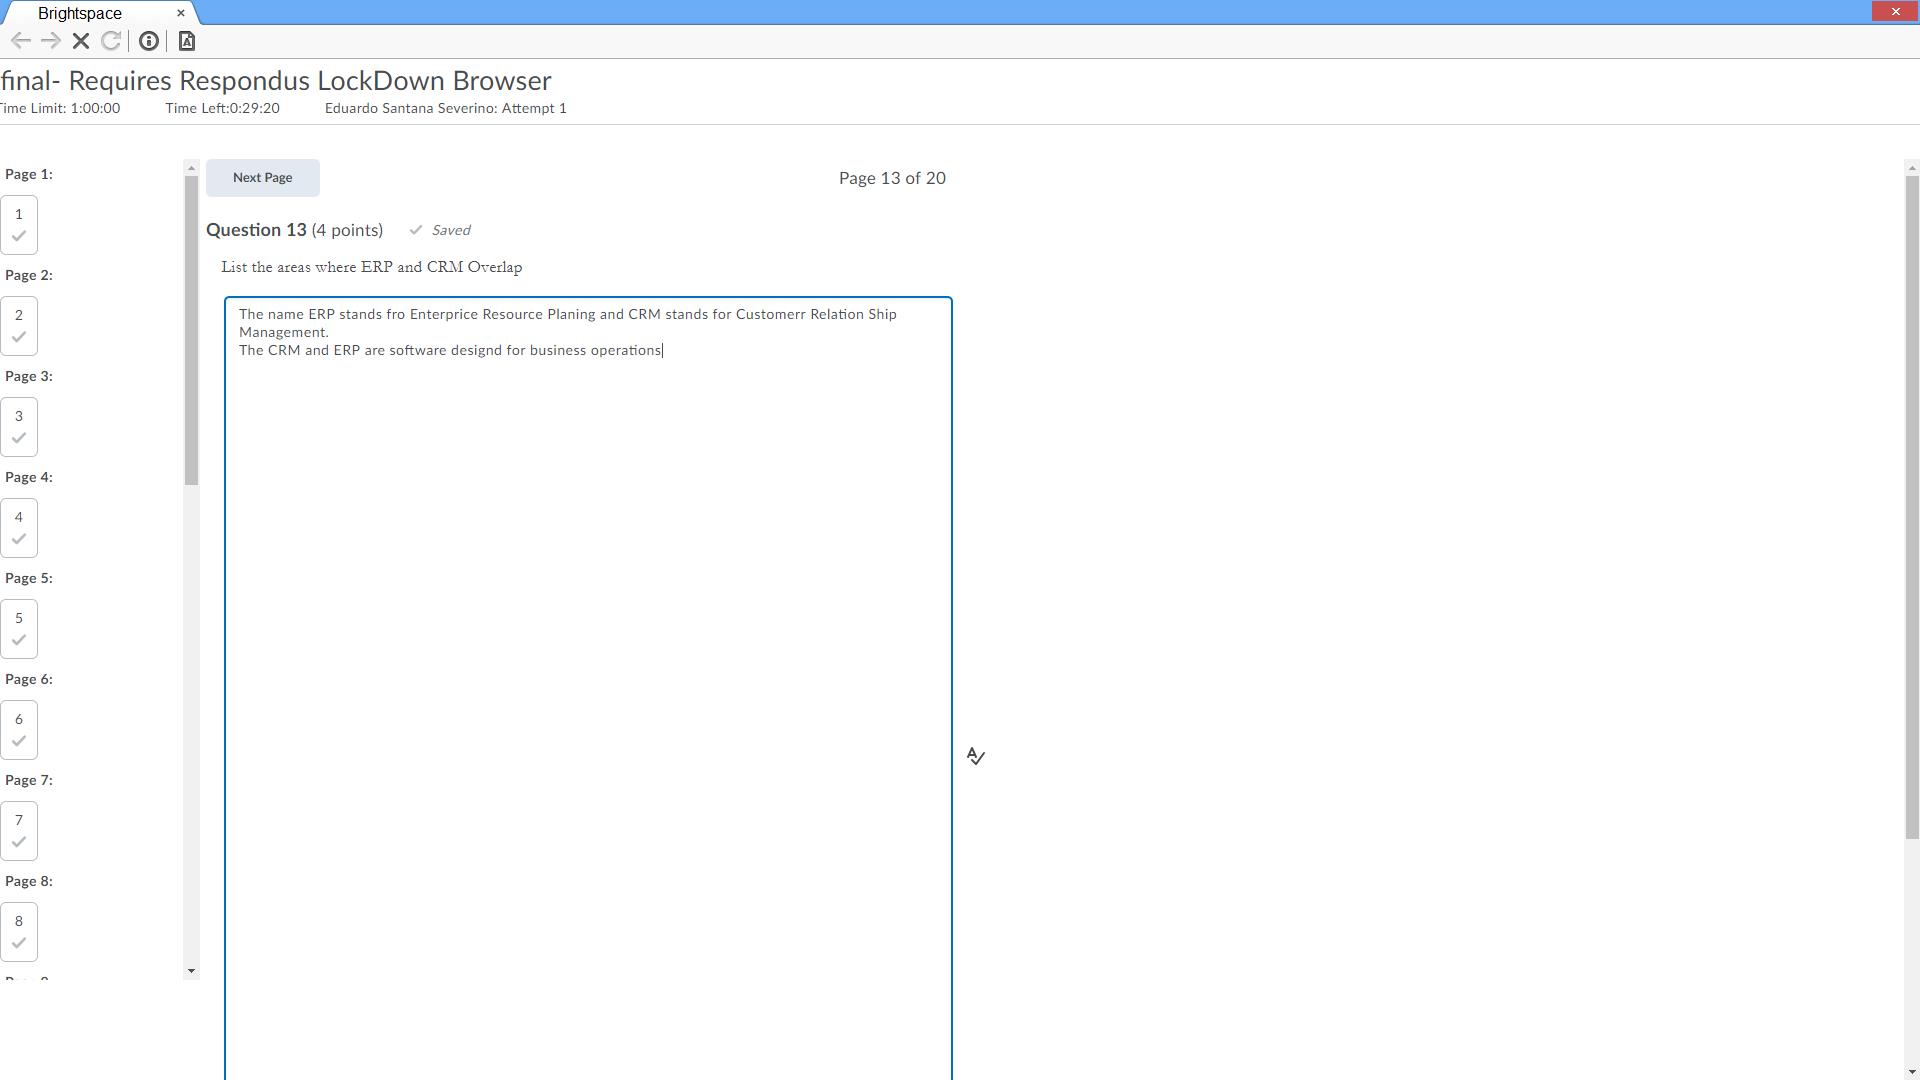 Brightspace
final- Requires Respondus LockDown Browser
Time Limit: 1:00:00 Time Left:0:29:20 Eduardo Santana Severino: Attempt 1
Page 1:
1
Page 2:
2
Page 3:
3
Page 4:
4
Page 5:
5
Page 6:
6
Page 7:
7
Page 8:
8
Next Page
Page 13 of 20
Question 13 (4 points) Saved
List the areas where ERP and CRM Overlap
The name ERP stands fro Enterprice Resource Planing and CRM stands for Customerr Relation Ship
Management.
The CRM and ERP are software designd for business operations